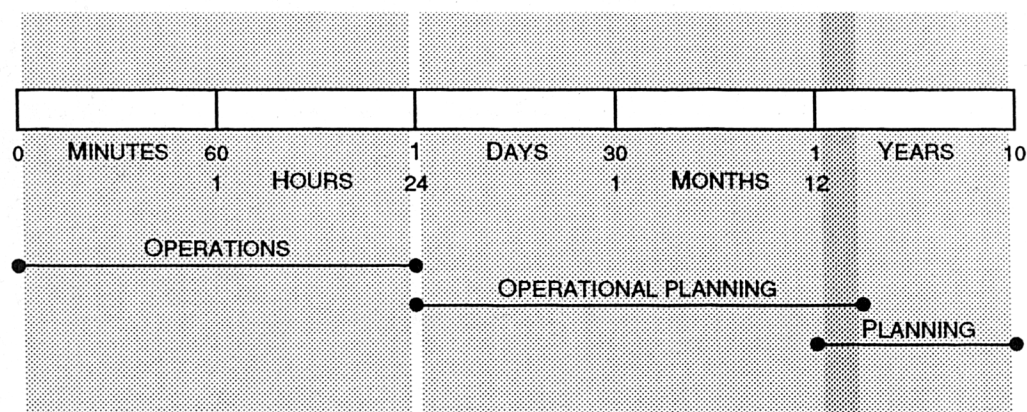 0 MINUTES 60 1 DAYS 30 1 YEARS 10
1 HOURS 24 1 MONTHS 12
OPERATIONS
OPERATIONAL PLANNING
PLANNING